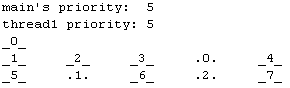 main's priority:  5
thread1 priority:  5
_0_
_1_ _2_ _3_ .0. _4_
_5_ .1. _6_ .2. _7_